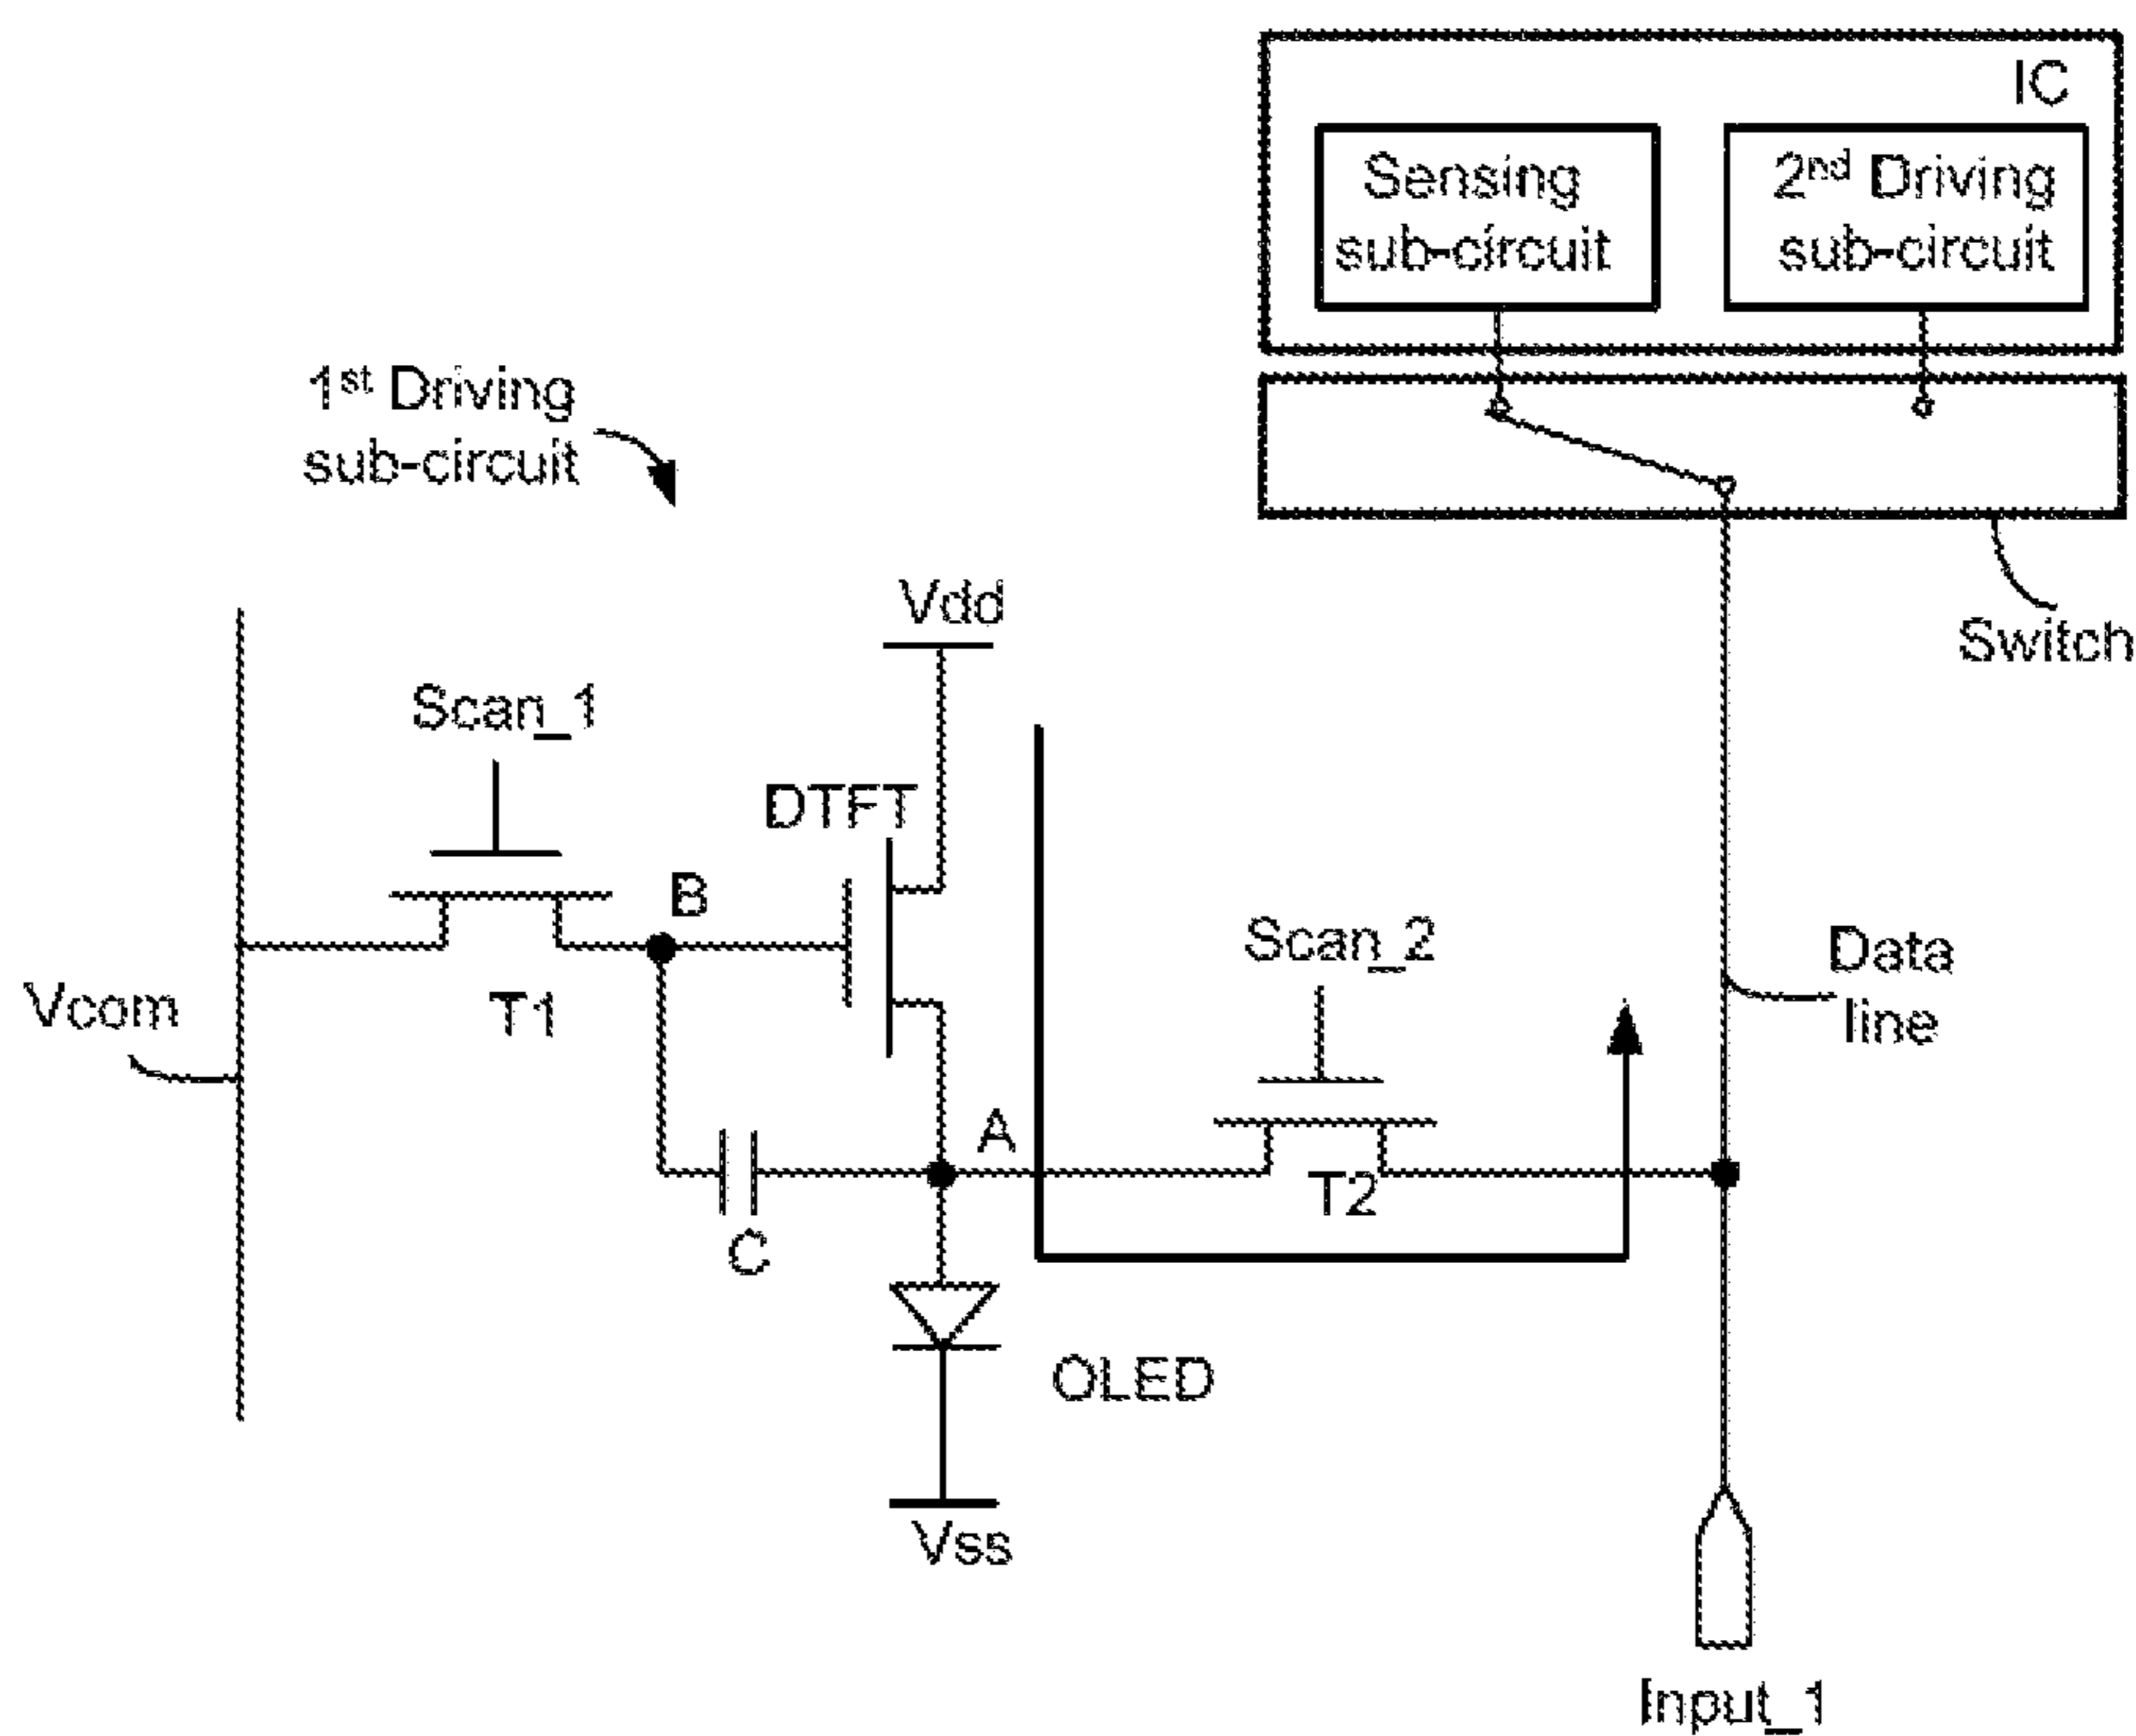 IC
Sensing
sub-circuit
2nd Driving
sub-circuit
1st Driving
sub-circuit
Switch
Vdd
Scan_1
DTFT
B
Scan_2
Data
line
Vcom
T1
A
T2
C
OLED
Vss
Input_1